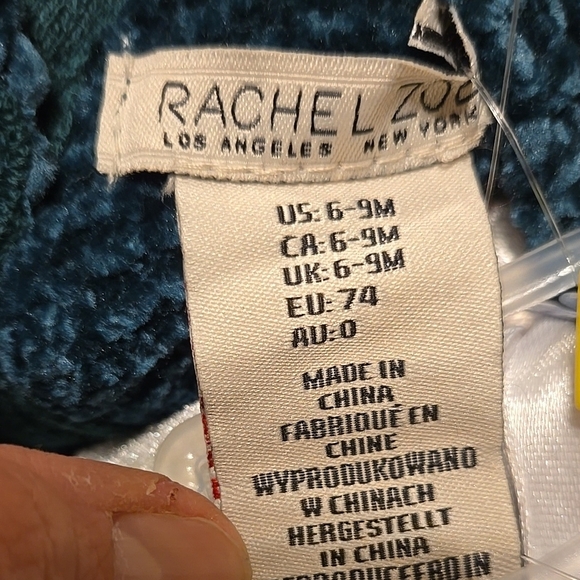 RACHEL ZOE
LOS ANGELES NEW YORK
US: 6-9M
CA: 6-9M
UK: 6-9M
EU: 74
AU: 0
MADE IN
CHINA
FABRIQUÉ EN
CHINE
WYPRODUKOWANO
W CHINACH
HERGESTELLT
IN CHINA